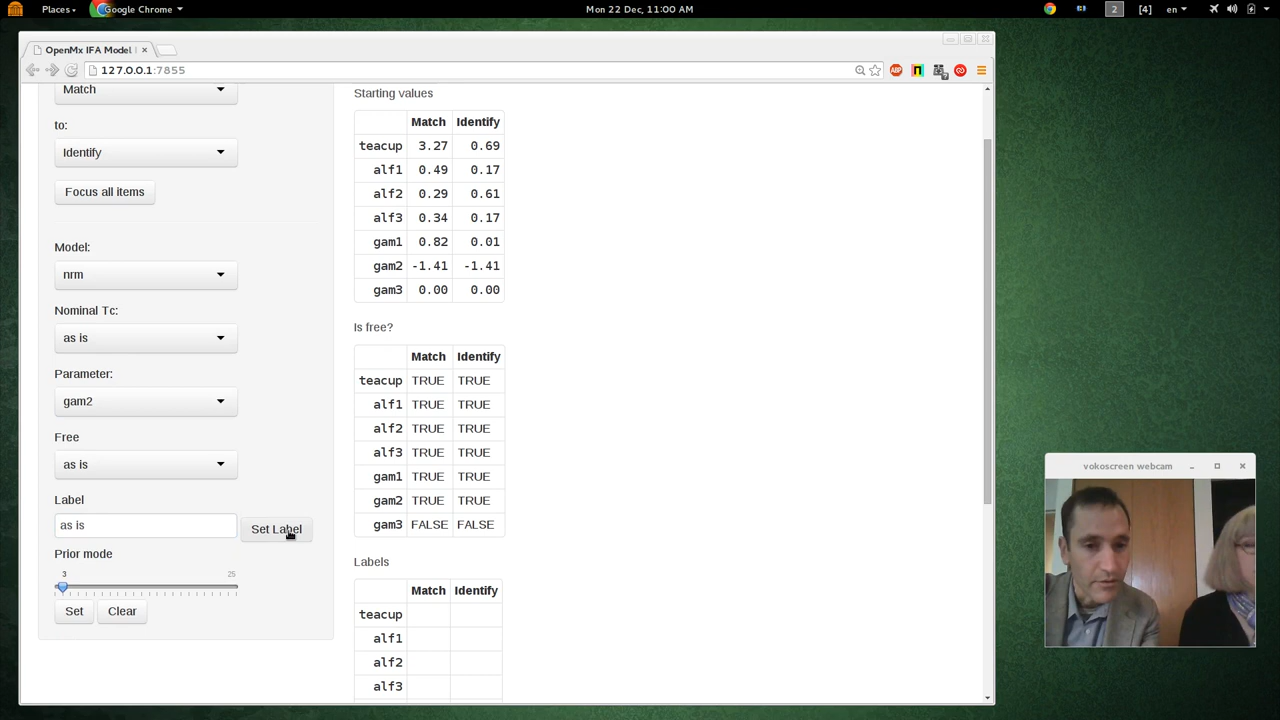 Places
Google Chrome
Mon 22 Dec, 11:00 AM
2
[4]
en
OpenMx IFA Model
127.0.0.1:7855
ABP
Match
to:
Identify
Focus all items
Model:
nrm
Nominal Tc:
as is
Parameter:
gam2
Free
as is
Label
as is
Set Label
Prior mode
3
25
Set
Clear
Starting values
Match Identify
teacup 3.27 0.69
alf1 0.49 0.17
alf2 0.29 0.61
alf3 0.34 0.17
gam1 0.82 0.01
gam2 -1.41 -1.41
gam3 0.00 0.00
Is free?
Match Identify
teacup TRUE TRUE
alf1 TRUE TRUE
alf2 TRUE TRUE
alf3 TRUE TRUE
gam1 TRUE TRUE
gam2 TRUE TRUE
gam3 FALSE FALSE
Labels
Match Identify
teacup
alf1
alf2
alf3
vokoscreen webcam